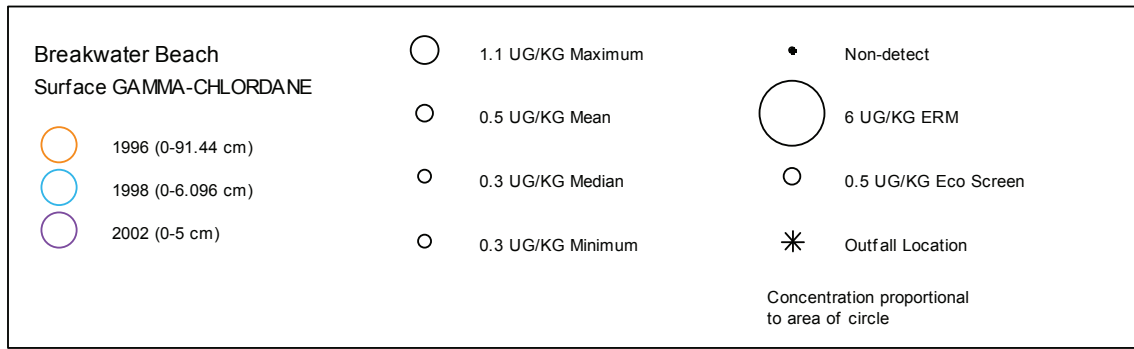 Breakwater Beach
Surface GAMMA-CHLORDANE
1996 (0-91.44 cm)
1998 (0-6.096 cm)
2002 (0-5 cm)
1.1 UG/KG Maximum
0.5 UG/KG Mean
0.3 UG/KG Median
0.3 UG/KG Minimum
Non-detect
6 UG/KG ERM
0.5 UG/KG Eco Screen
Outfall Location
Concentration proportional
to area of circle